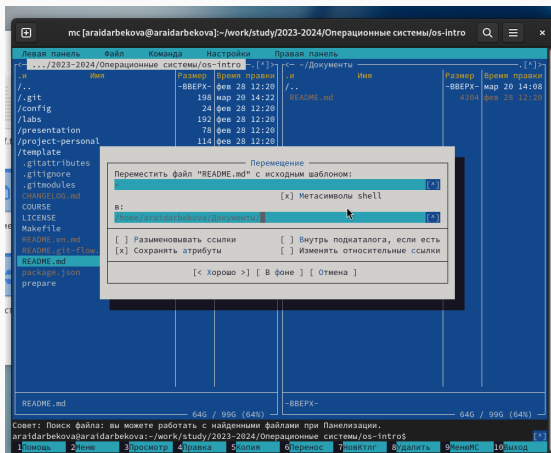 mc [araidarbekova@araidarbekova]:~/work/study/2023-2024/Операционные системы/os-intro
Левая панель Файл Команда Настройки Правая панель
<— .../2023-2024/Операционные системы/os-intro —.[^]>
<— ~/Документы —.[^]>
.и Имя Размер Время правки
.и Имя Размер Время правки
/.. -ВВЕРХ- фев 28 12:20
/.. -ВВЕРХ- мар 20 14:08
/.git 198 мар 20 14:22
README.md 4304 фев 28 12:20
/config 24 фев 28 12:20
/labs 192 фев 28 12:20
/presentation 78 фев 28 12:20
/project-personal 114 фев 28 12:20
/template
.gitattributes
.gitignore
.gitmodules
CHANGELOG.md
COURSE
LICENSE
Makefile
README.en.md
README.git-flow.
README.md
package.json
prepare
Перемещение
Переместить файл "README.md" с исходным шаблоном:
* [^]
[x] Метасимволы shell
в:
/home/araidarbekova/Документы/ [^]
[ ] Разыменовывать ссылки [ ] Внутрь подкаталога, если есть
[x] Сохранять атрибуты [ ] Изменять относительные ссылки
[< Хорошо >] [ В фоне ] [ Отмена ]
README.md
-ВВЕРХ-
64G / 99G (64%)
64G / 99G (64%)
Совет: Поиск файла: вы можете работать с найденными файлами при Панелизации.
araidarbekova@araidarbekova:~/work/study/2023-2024/Операционные системы/os-intro$ [^]
1Помощь 2Меню 3Просмотр 4Правка 5Копия 6Перенос 7НовКтлг 8Удалить 9МенюMC 10Выход